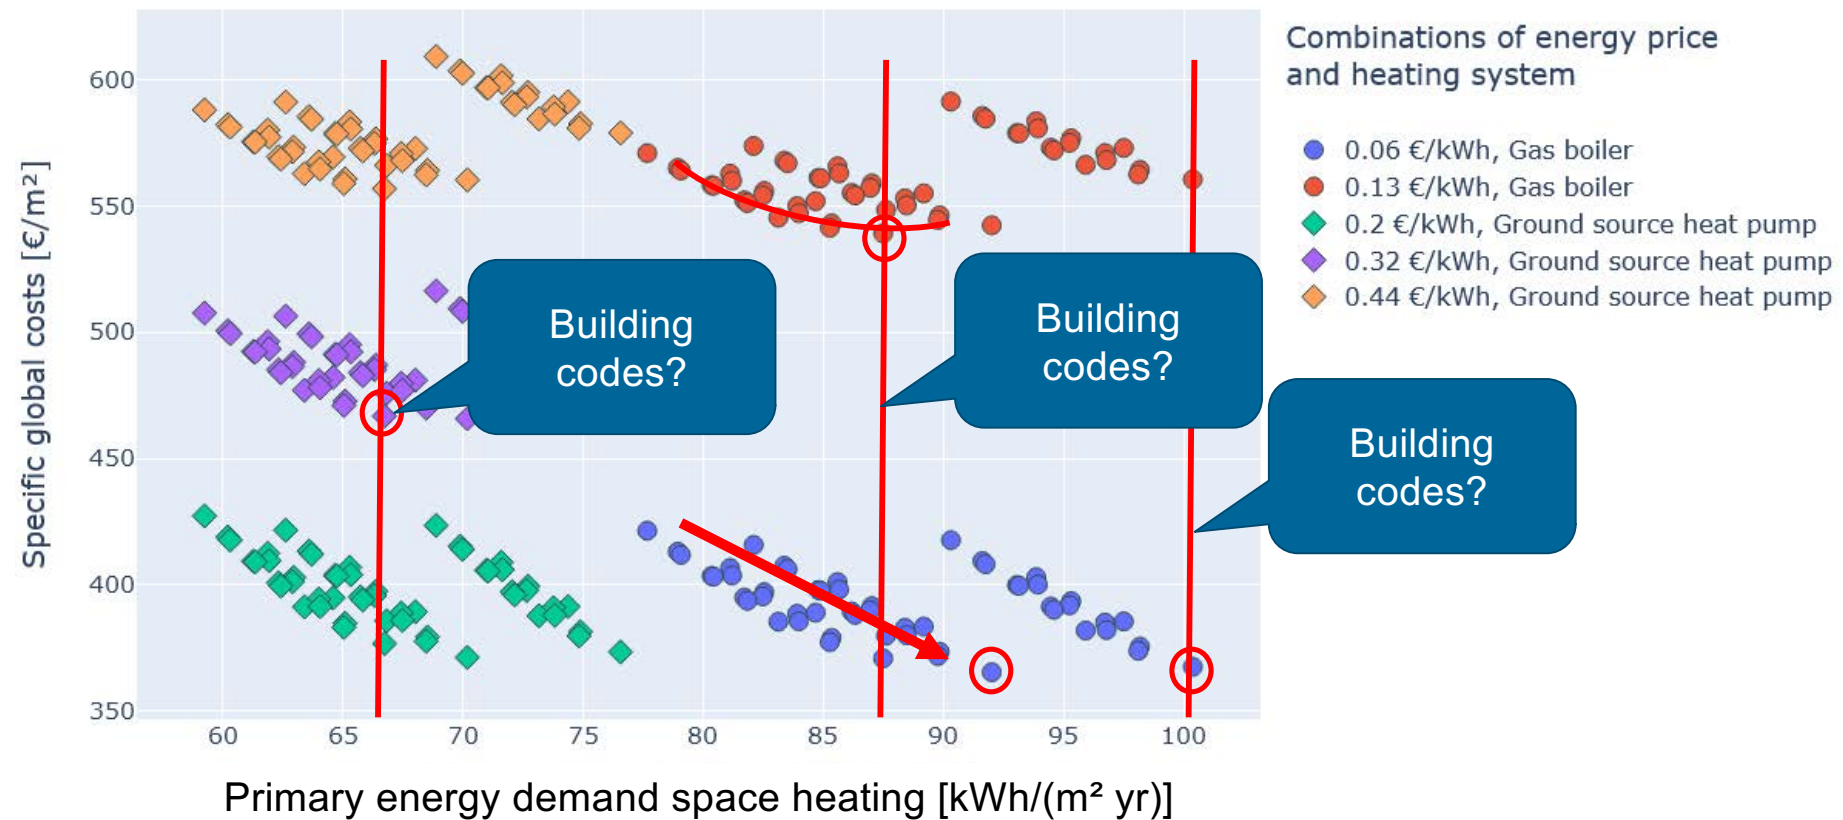 Combinations of energy price
and heating system
0.06 €/kWh, Gas boiler
0.13 €/kWh, Gas boiler
0.2 €/kWh, Ground source heat pump
0.32 €/kWh, Ground source heat pump
0.44 €/kWh, Ground source heat pump
Specific global costs [€/m²]
600
550
500
450
400
350
Building
codes?
Building
codes?
Building
codes?
60
65
70
75
80
85
90
95
100
Primary energy demand space heating [kWh/(m² yr)]